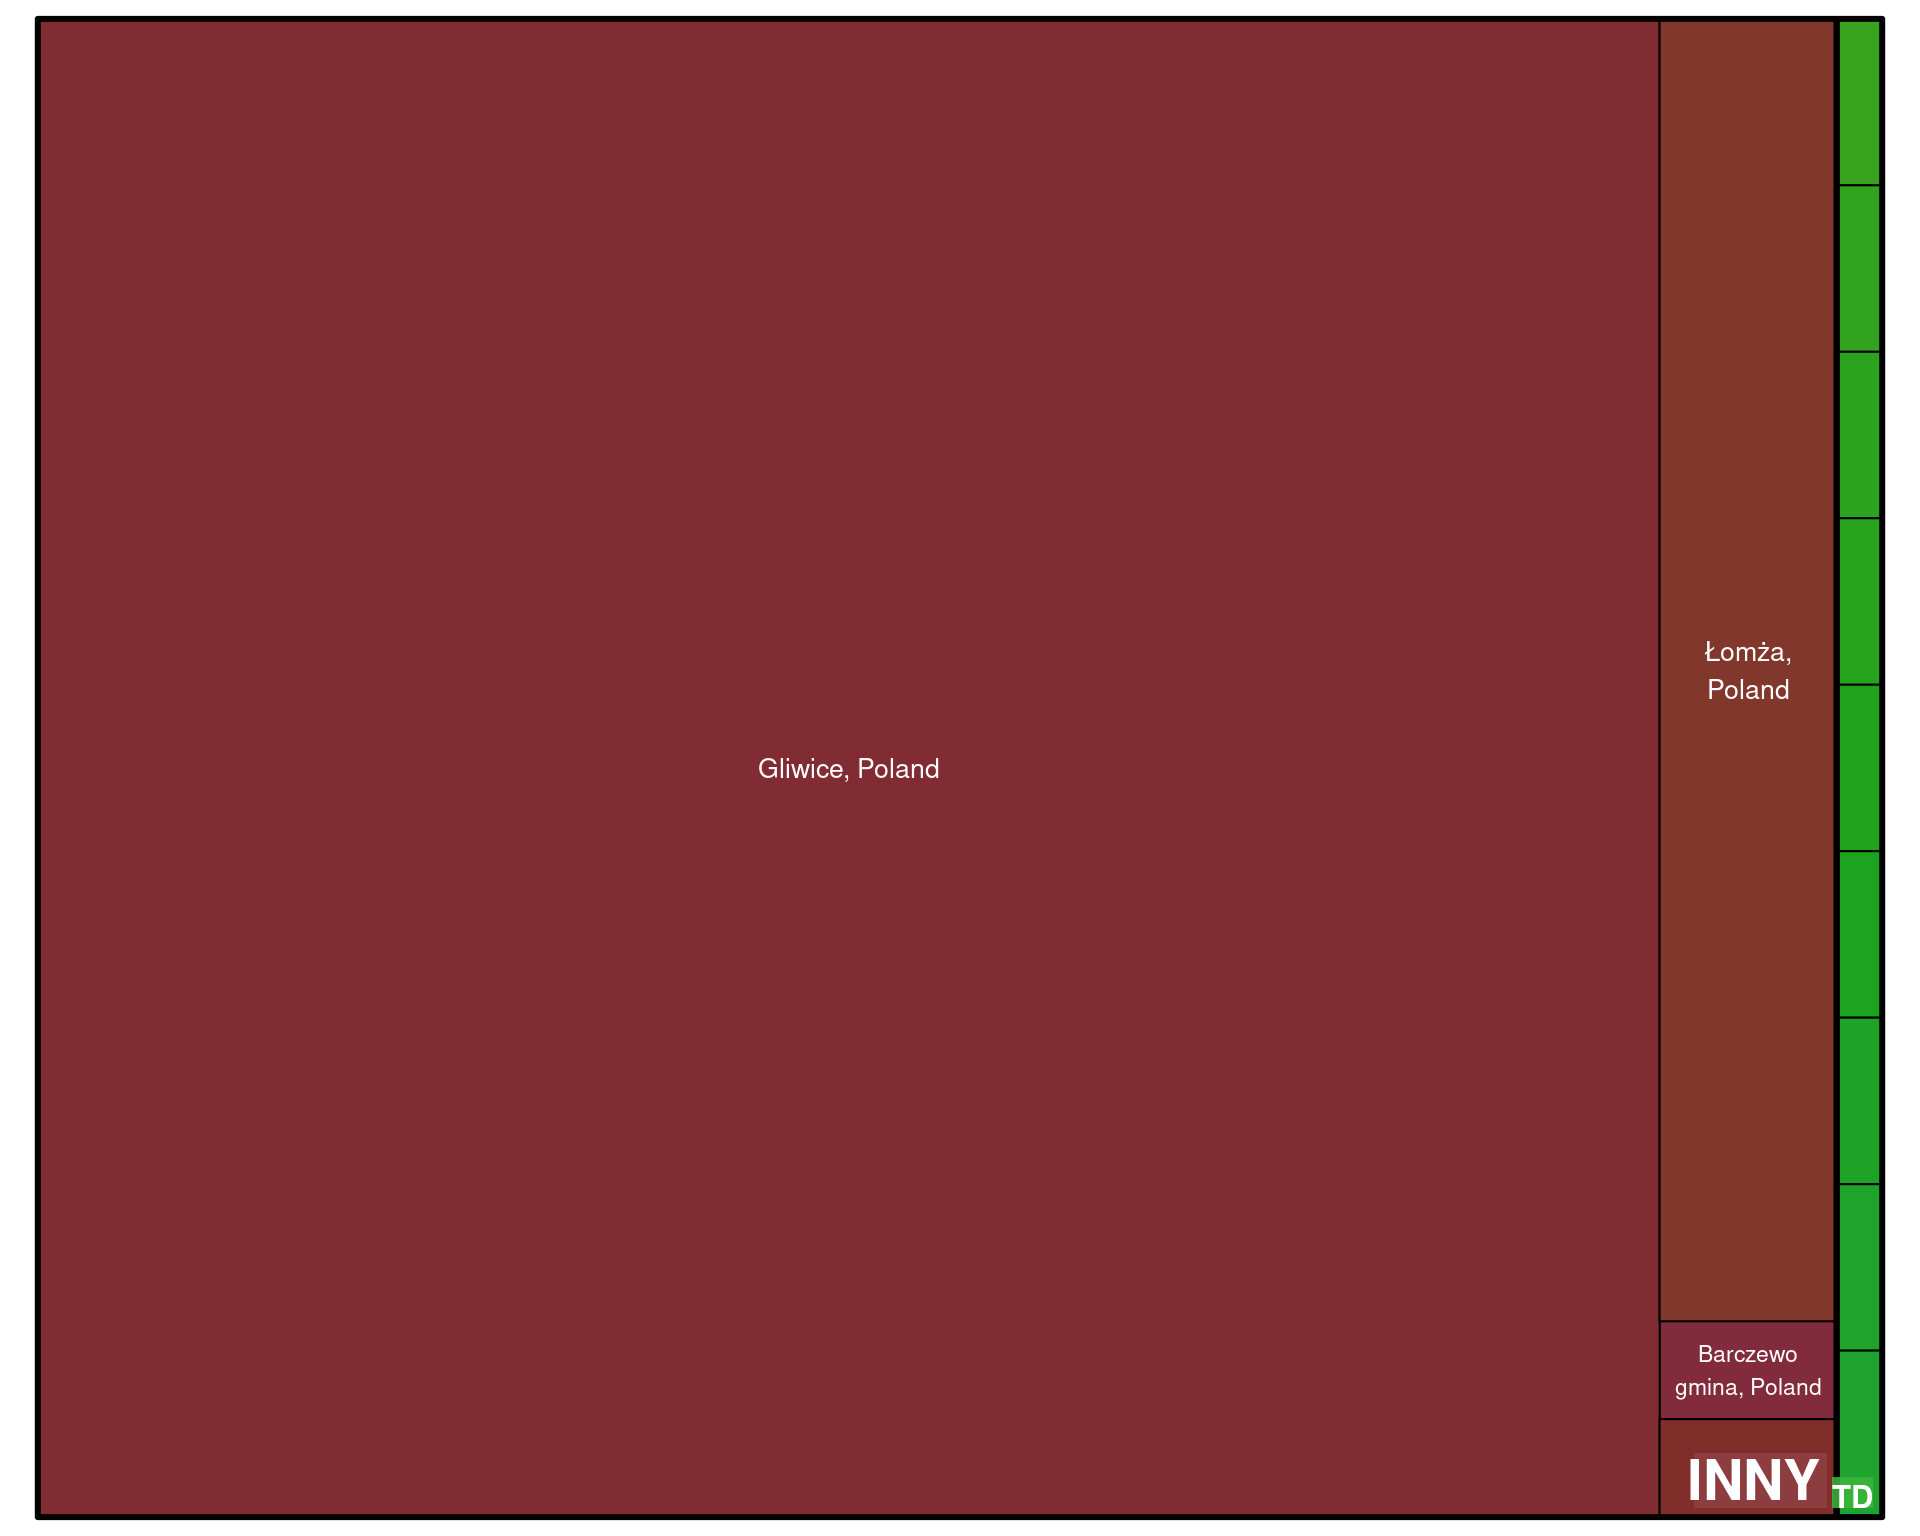 Łomża,
Poland
Gliwice, Poland
Barczewo
gmina, Poland
INNY
TD